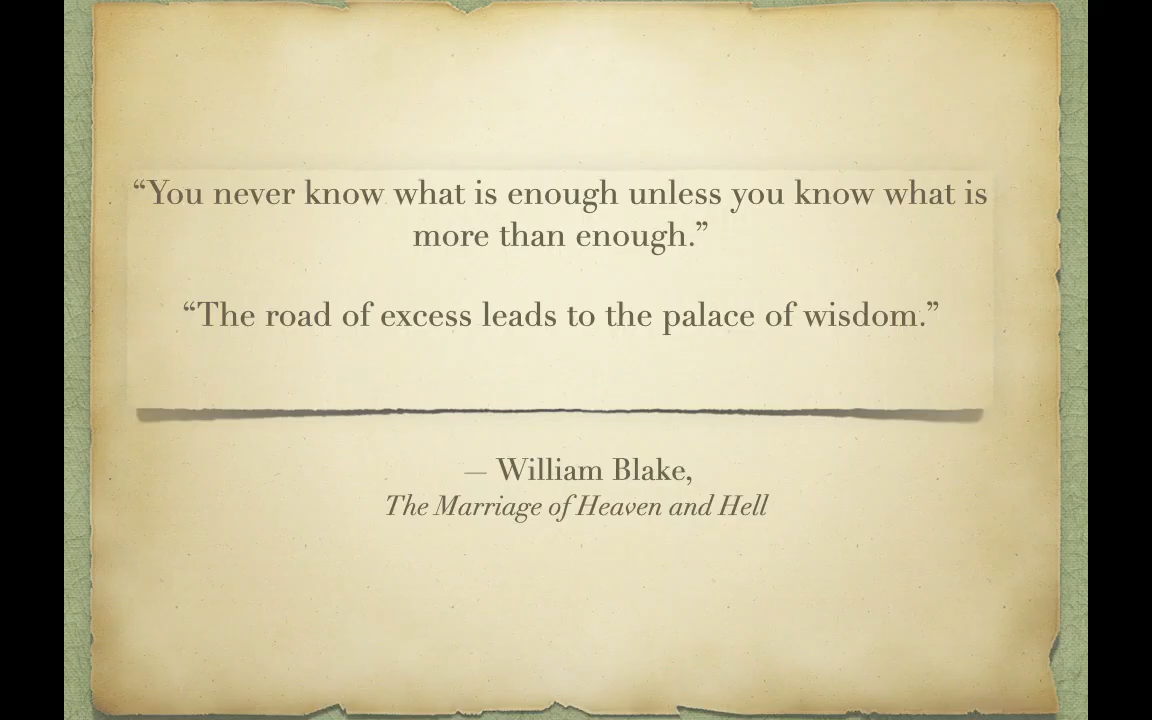 “You never know what is enough unless you know what is
more than enough.”
“The road of excess leads to the palace of wisdom.”
— William Blake,
The Marriage of Heaven and Hell